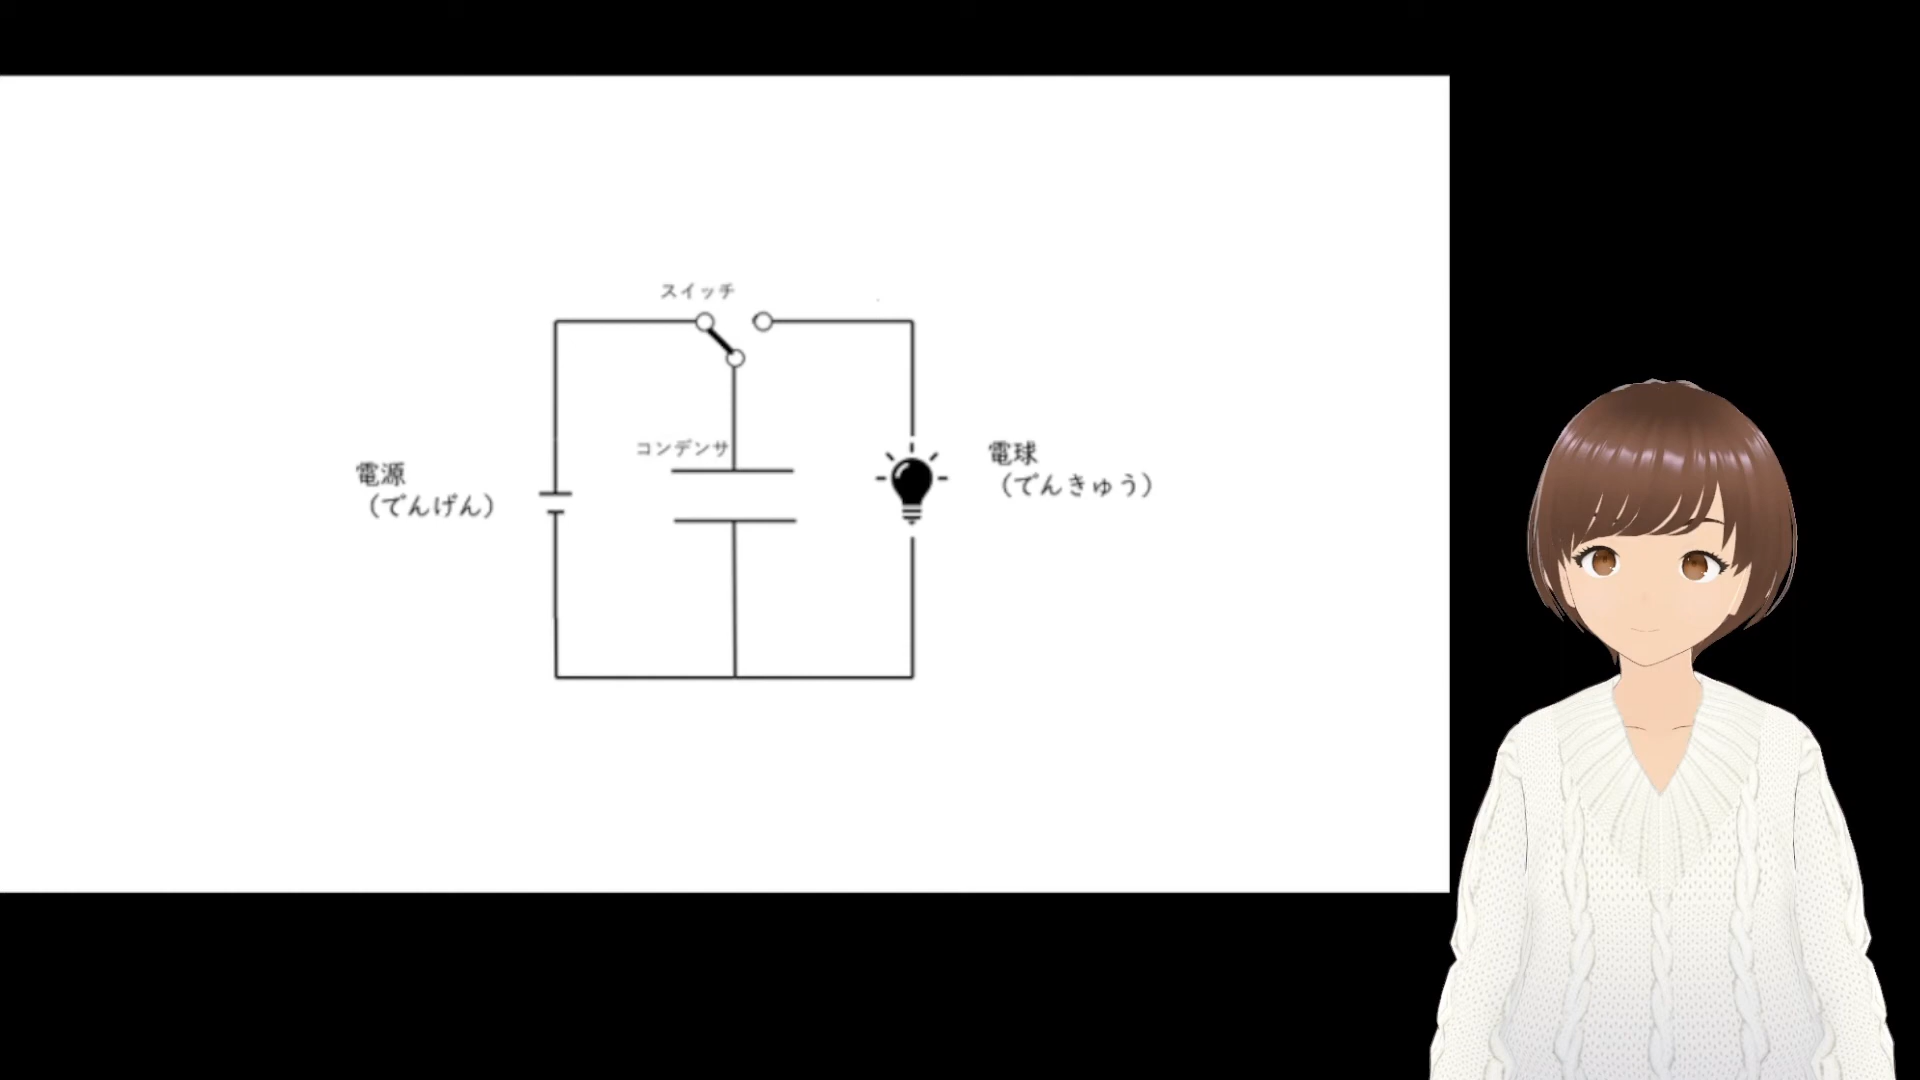 スイッチ
コンデンサ
電源
（でんげん）
電球
（でんきゅう）